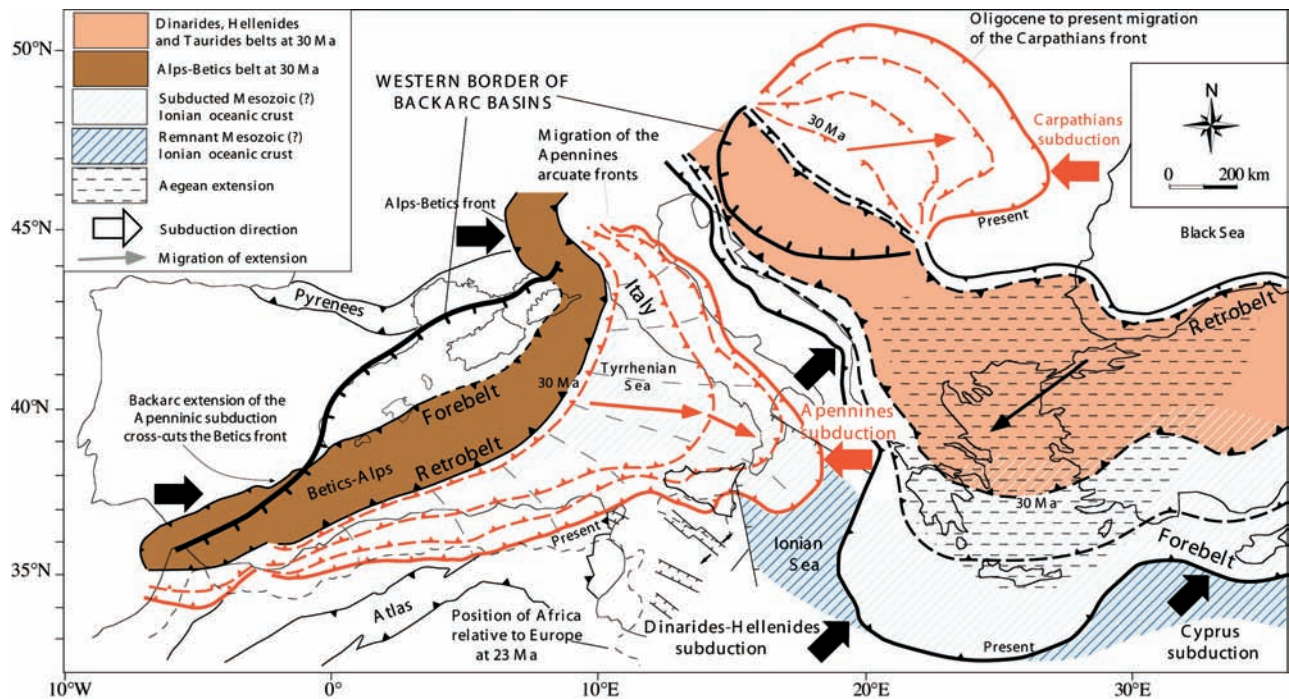 Dinarides, Hellenides
and Taurides belts at 30 Ma
Alps-Betics belt at 30 Ma
Subducted Mesozoic (?)
Ionian oceanic crust
Remnant Mesozoic (?)
Ionian oceanic crust
Aegean extension
Subduction direction
Migration of extension
50°N
45°N
40°N
35°N
WESTERN BORDER OF
BACKARC BASINS
Oligocene to present migration
of the Carpathians front
N
0 200 km
30 Ma
Carpathians
subduction
Present
Black Sea
Migration of the
Apennines
arcuate fronts
Alps-Betics front
Pyrenees
Italy
Retrobelt
Tyrrhenian
Sea
30 Ma
Forebelt
Retrobelt
Backarc extension of the
Apenninic subduction
cross-cuts the Betics front
Betics-Alps
Apennines
subduction
30 Ma
Present
Ionian
Sea
Forebelt
Atlas
Position of Africa
relative to Europe
at 23 Ma
Dinarides-Hellenides
subduction
Present
Cyprus
subduction
10°W
0°
10°E
20°E
30°E